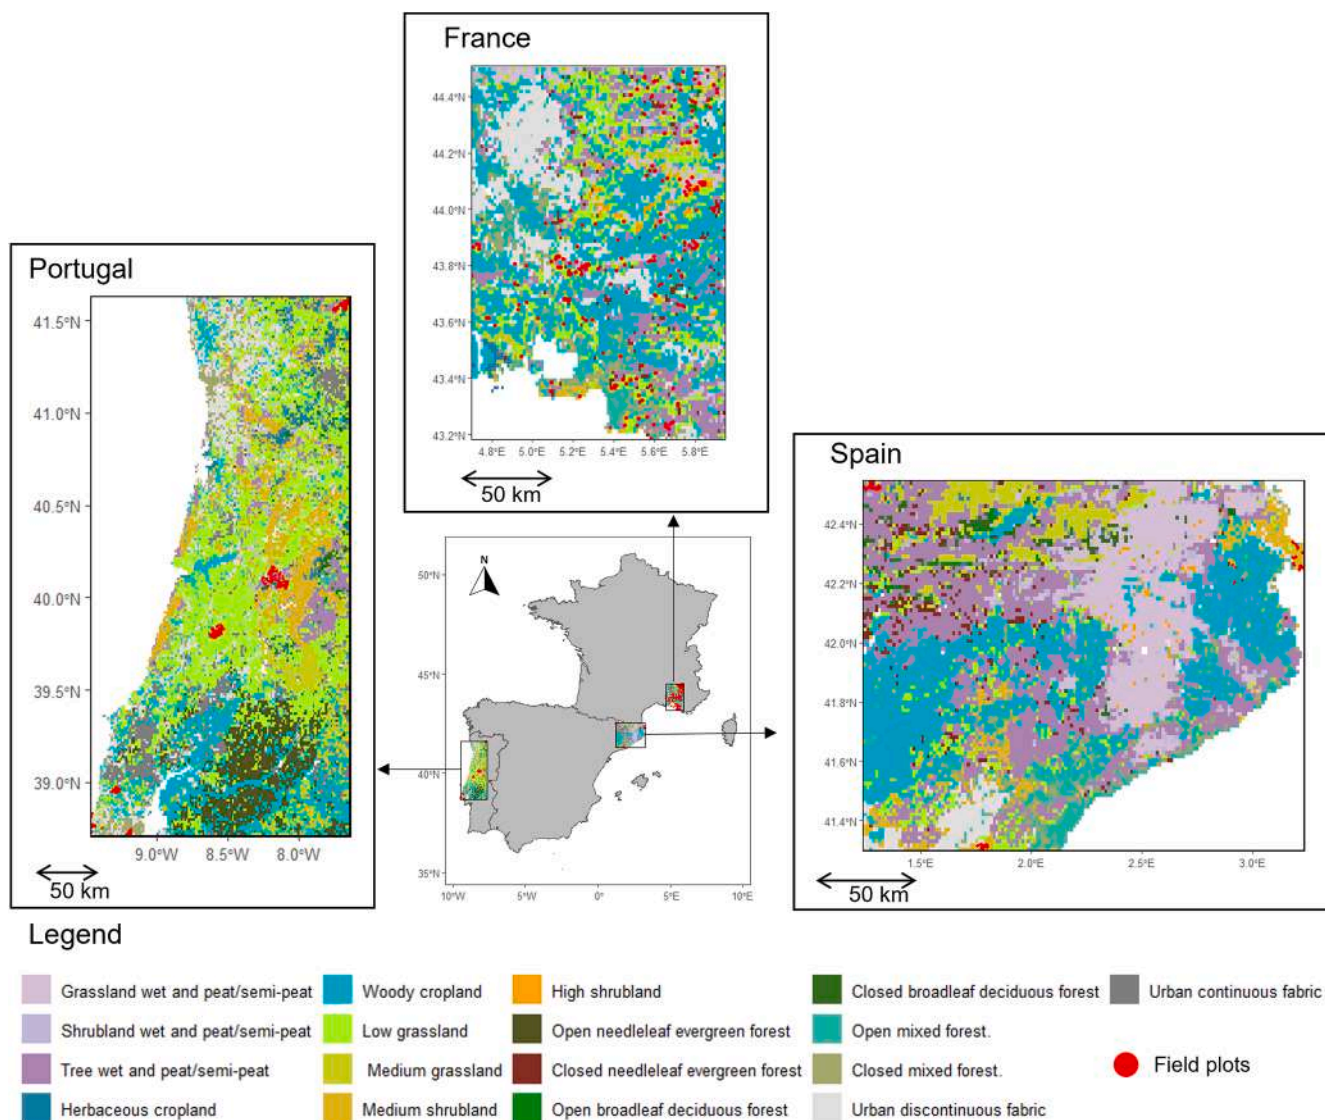 France
44.4°N
44.2°N
44.0°N
43.8°N
43.6°N
43.4°N
43.2°N
4.8°E 5.0°E 5.2°E 5.4°E 5.6°E 5.8°E
50 km
Portugal
41.5°N
41.0°N
40.5°N
40.0°N
39.5°N
39.0°N
9.0°W 8.5°W 8.0°W
50 km
Spain
42.4°N
42.2°N
42.0°N
41.8°N
41.6°N
41.4°N
1.5°E 2.0°E 2.5°E 3.0°E
50 km
N
50°N
45°N
40°N
35°N
10°W 5°W 0° 5°E 10°E
Legend
Grassland wet and peat/semi-peat
Shrubland wet and peat/semi-peat
Tree wet and peat/semi-peat
Herbaceous cropland
Woody cropland
Low grassland
Medium grassland
Medium shrubland
High shrubland
Open needleleaf evergreen forest
Closed needleleaf evergreen forest
Open broadleaf deciduous forest
Closed broadleaf deciduous forest
Open mixed forest.
Closed mixed forest.
Urban discontinuous fabric
Urban continuous fabric
Field plots